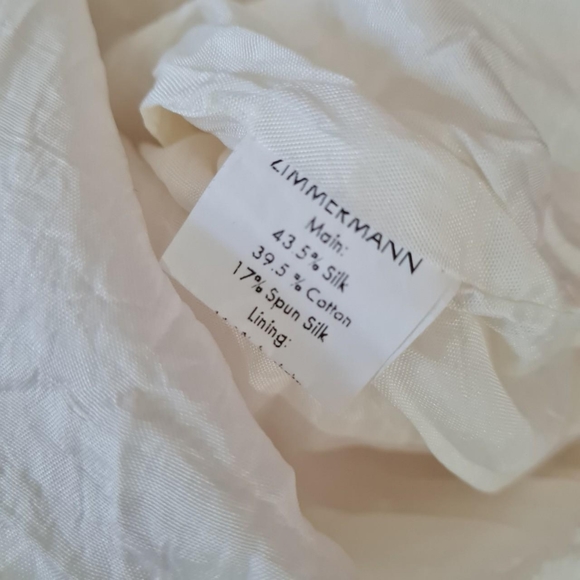 ZIMMERMANN
Main:
43.5% Silk
39.5 % Cotton
17% Spun Silk
Lining: